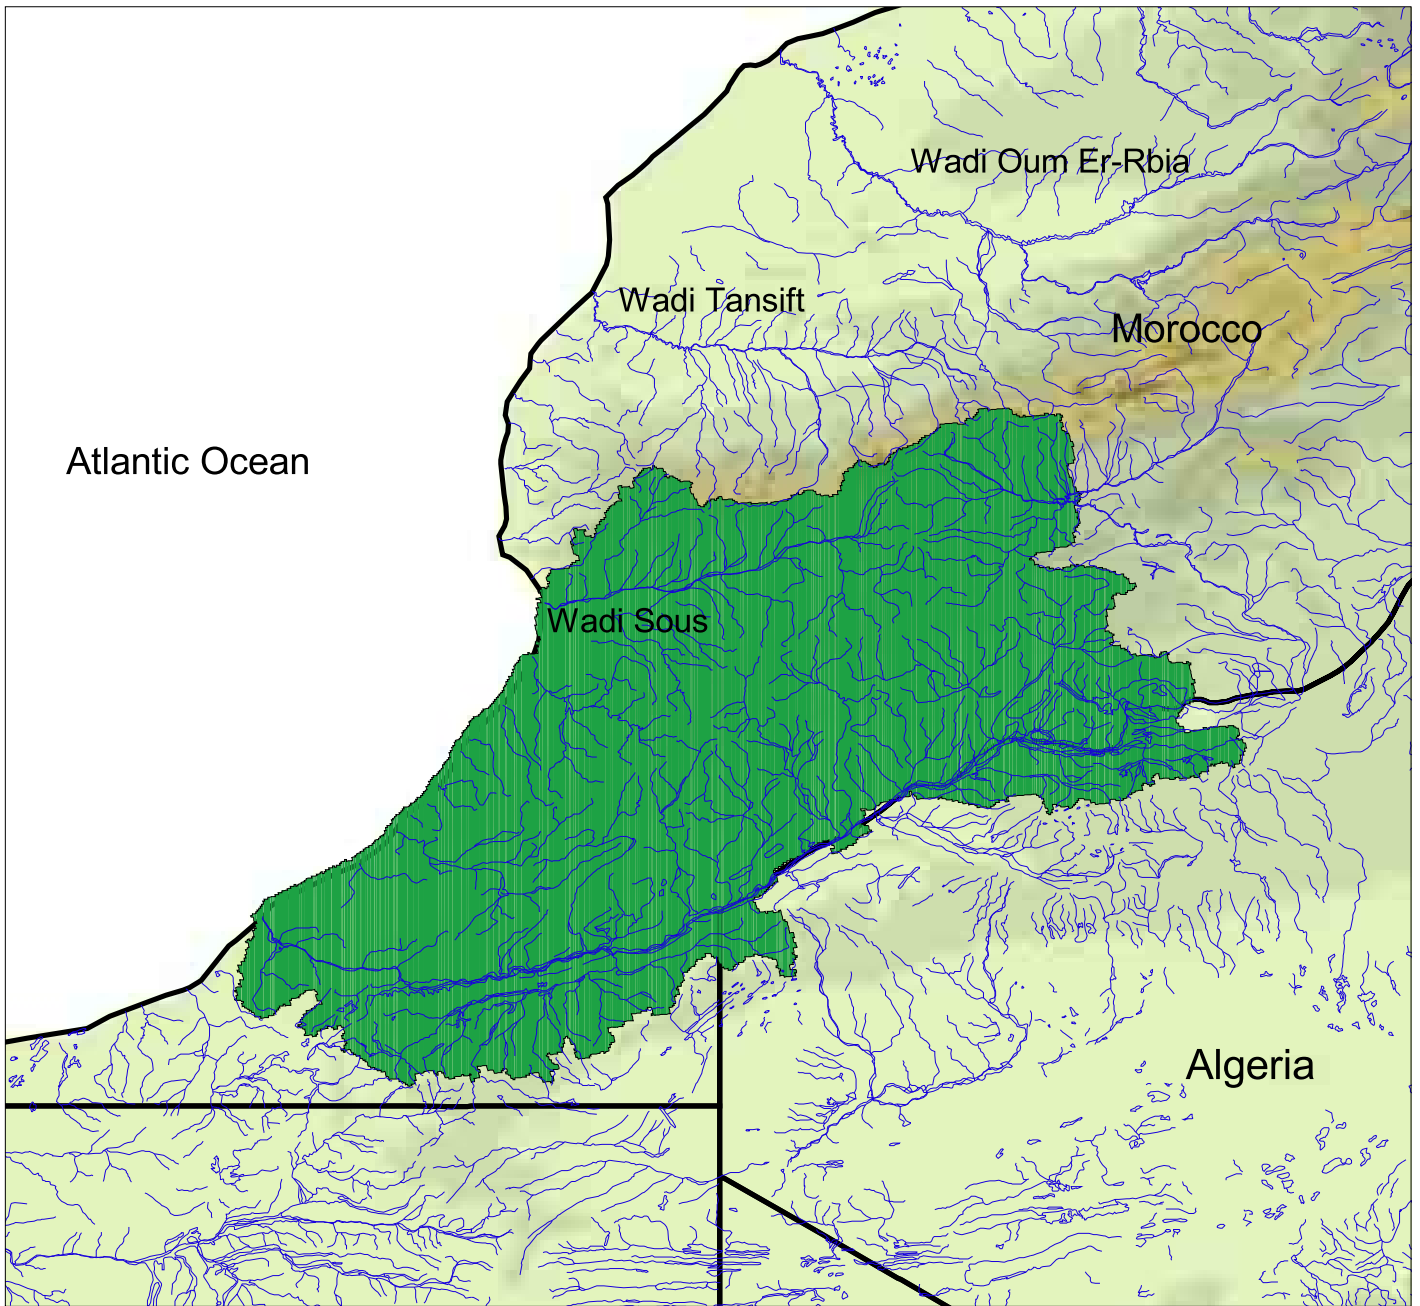 Wadi Oum Er-Rbia
Wadi Tansift
Morocco
Atlantic Ocean
Wadi Sous
Algeria